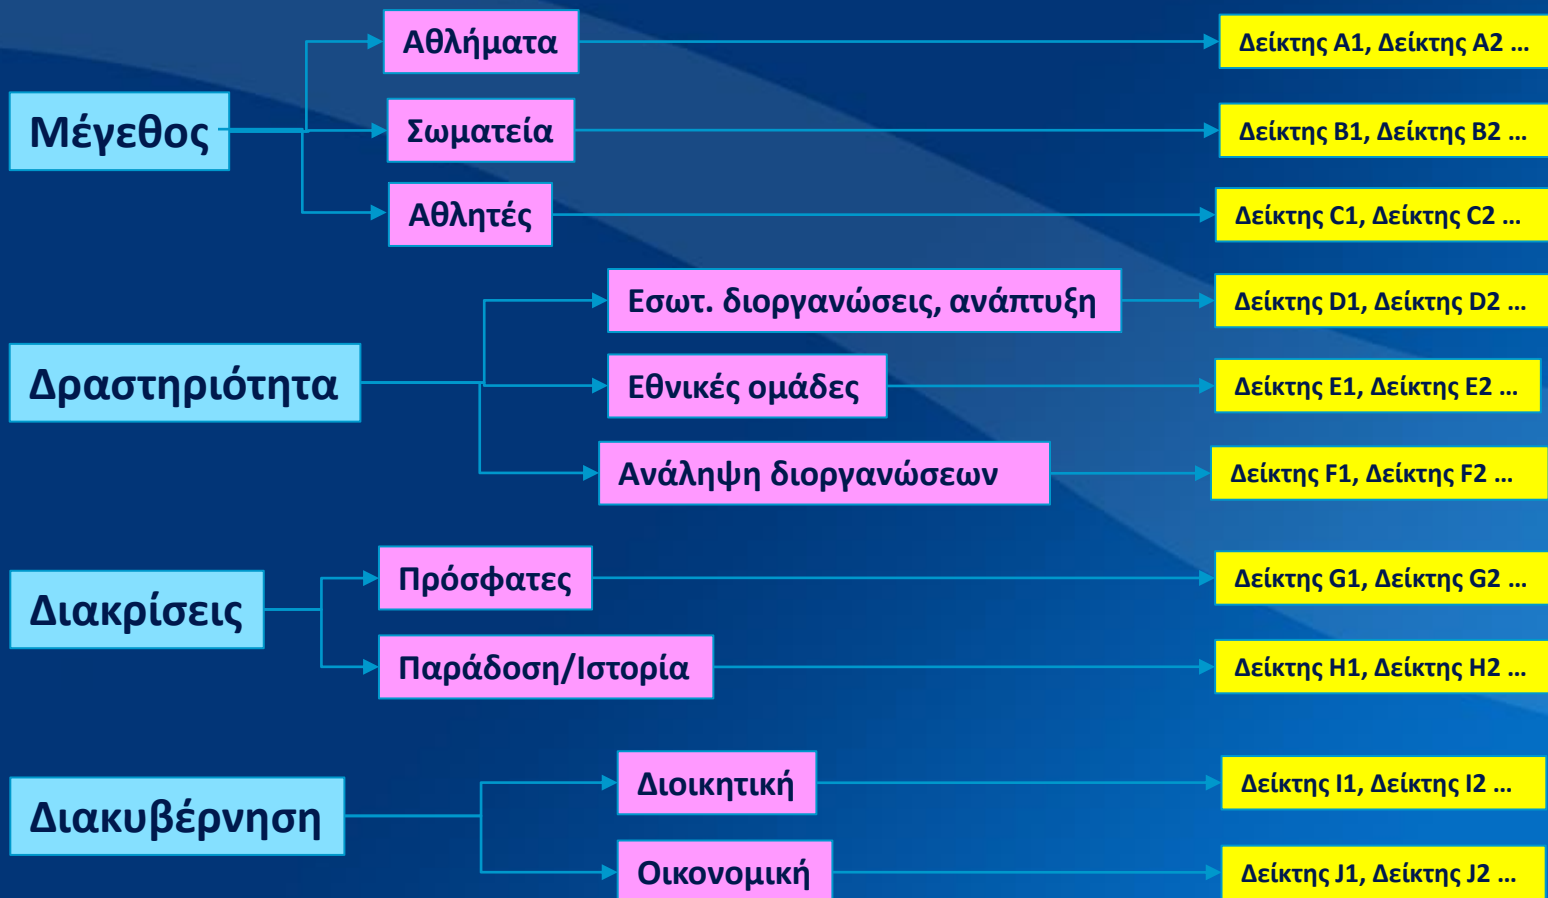 Μέγεθος
Αθλήματα
Δείκτης A1, Δείκτης A2 ...
Σωματεία
Δείκτης B1, Δείκτης B2 ...
Αθλητές
Δείκτης C1, Δείκτης C2 ...
Δραστηριότητα
Εσωτ. διοργανώσεις, ανάπτυξη
Δείκτης D1, Δείκτης D2 ...
Εθνικές ομάδες
Δείκτης E1, Δείκτης E2 ...
Ανάληψη διοργανώσεων
Δείκτης F1, Δείκτης F2 ...
Διακρίσεις
Πρόσφατες
Δείκτης G1, Δείκτης G2 ...
Παράδοση/Ιστορία
Δείκτης H1, Δείκτης H2 ...
Διακυβέρνηση
Διοικητική
Δείκτης I1, Δείκτης I2 ...
Οικονομική
Δείκτης J1, Δείκτης J2 ...